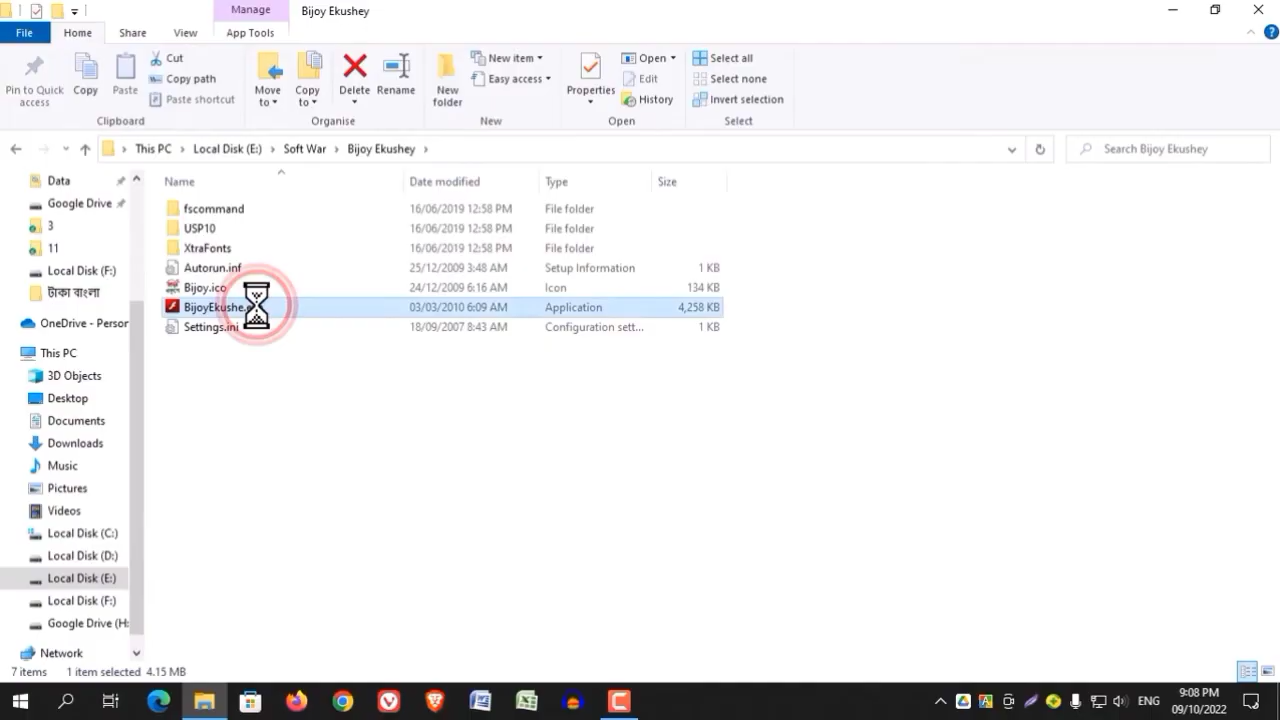 Manage
Bijoy Ekushey
File
Home
Share
View
App Tools
Pin to Quick access
Copy
Paste
Cut
Copy path
Paste shortcut
Clipboard
Move to
Copy to
Delete
Rename
Organise
New folder
New item
Easy access
New
Properties
Open
Edit
History
Open
Select all
Select none
Invert selection
Select
This PC
Local Disk (E:)
Soft War
Bijoy Ekushey
Search Bijoy Ekushey
Data
Google Drive
3
11
Local Disk (F:)
টাকা বাংলা
OneDrive - Person
This PC
3D Objects
Desktop
Documents
Downloads
Music
Pictures
Videos
Local Disk (C:)
Local Disk (D:)
Local Disk (E:)
Local Disk (F:)
Google Drive (H:
Network
Name Date modified Type Size
fscommand 16/06/2019 12:58 PM File folder
USP10 16/06/2019 12:58 PM File folder
XtraFonts 16/06/2019 12:58 PM File folder
Autorun.inf 25/12/2009 3:48 AM Setup Information 1 KB
Bijoy.ico 24/12/2009 6:16 AM Icon 134 KB
BijoyEkushe.e 03/03/2010 6:09 AM Application 4,258 KB
Settings.ini 18/09/2007 8:43 AM Configuration sett... 1 KB
7 items 1 item selected 4.15 MB
ENG
9:08 PM
09/10/2022